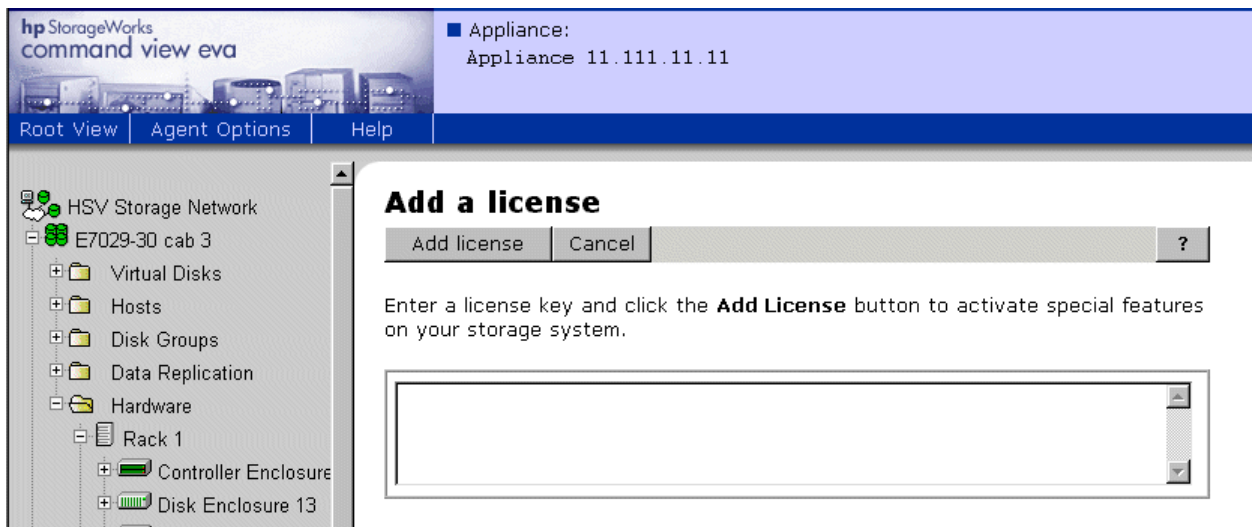 hp StorageWorks
command view eva
Appliance:
Appliance 11.111.11.11
Root View Agent Options Help
HSV Storage Network
E7029-30 cab 3
Virtual Disks
Hosts
Disk Groups
Data Replication
Hardware
Rack 1
Controller Enclosure
Disk Enclosure 13
Add a license
Add license Cancel ?
Enter a license key and click the Add License button to activate special features
on your storage system.